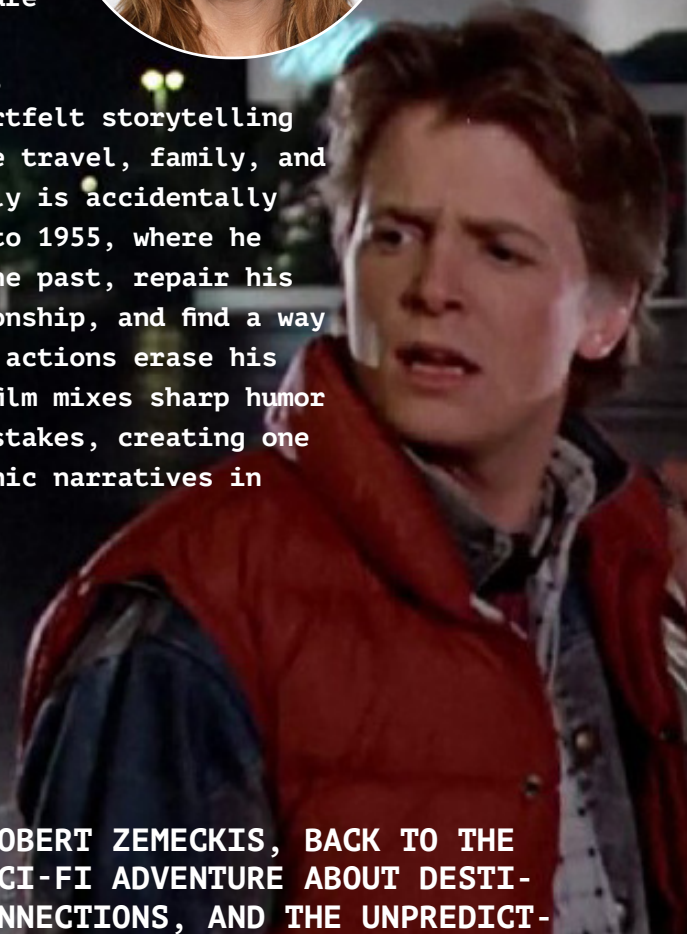 rtfelt storytelling
e travel, family, and
ly is accidentally
to 1955, where he
he past, repair his
onship, and find a way
actions erase his
film mixes sharp humor
stakes, creating one
nic narratives in
OBERT ZEMECKIS, BACK TO THE
CI-FI ADVENTURE ABOUT DESTI-
NNECTIONS, AND THE UNPREDICT-